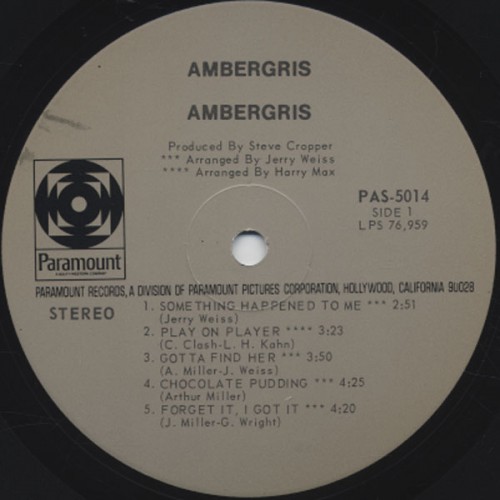 AMBERGRIS
AMBERGRIS
Produced By Steve Cropper
*** Arranged By Jerry Weiss
**** Arranged By Harry Max
PAS-5014
SIDE 1
LPS 76,959
Paramount
PARAMOUNT RECORDS, A DIVISION OF PARAMOUNT PICTURES CORPORATION, HOLLYWOOD, CALIFORNIA 90028
STEREO
1. SOMETHING HAPPENED TO ME *** 2:51
(Jerry Weiss)
2. PLAY ON PLAYER **** 3:23
(C. Clash-L. H. Kahn)
3. GOTTA FIND HER *** 3:50
(A. Miller-J. Weiss)
4. CHOCOLATE PUDDING *** 4:25
(Arthur Miller)
5. FORGET IT, I GOT IT *** 4:20
(J. Miller-G. Wright)